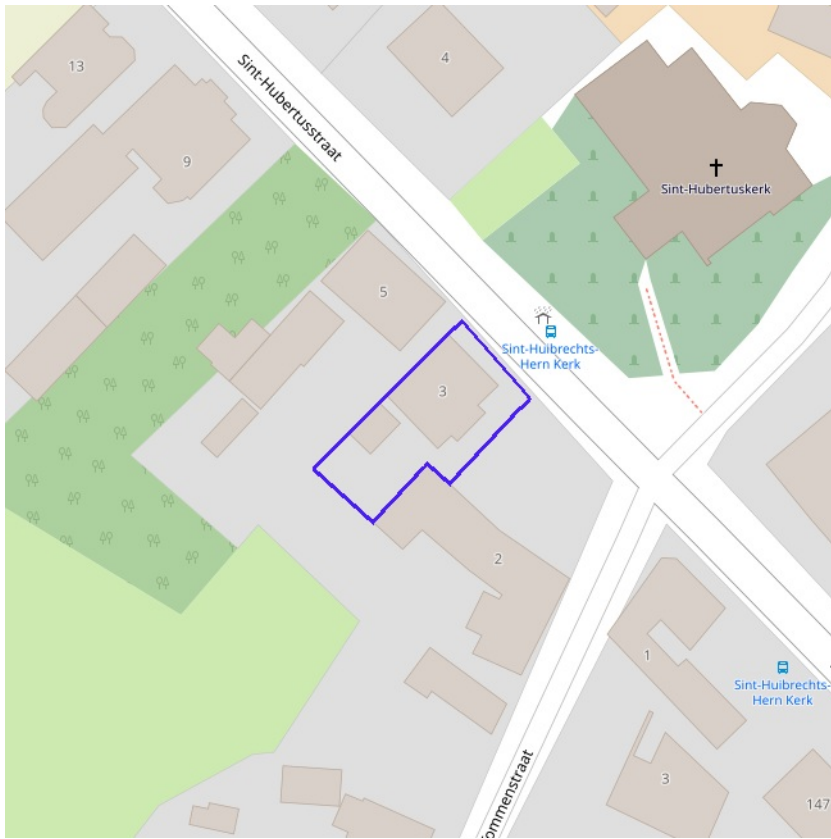 4
13
Sint-Hubertusstraat
9
Sint-Hubertuskerk
5
Sint-Huibrechts-
Hern Kerk
3
2
1
Sint-Huibrechts-
Hern Kerk
3
147
ommenstraat